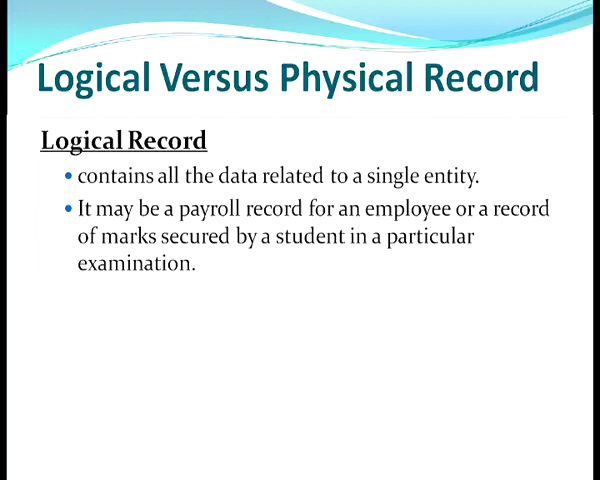 Logical Versus Physical Record
Logical Record
• contains all the data related to a single entity.
• It may be a payroll record for an employee or a record
of marks secured by a student in a particular
examination.